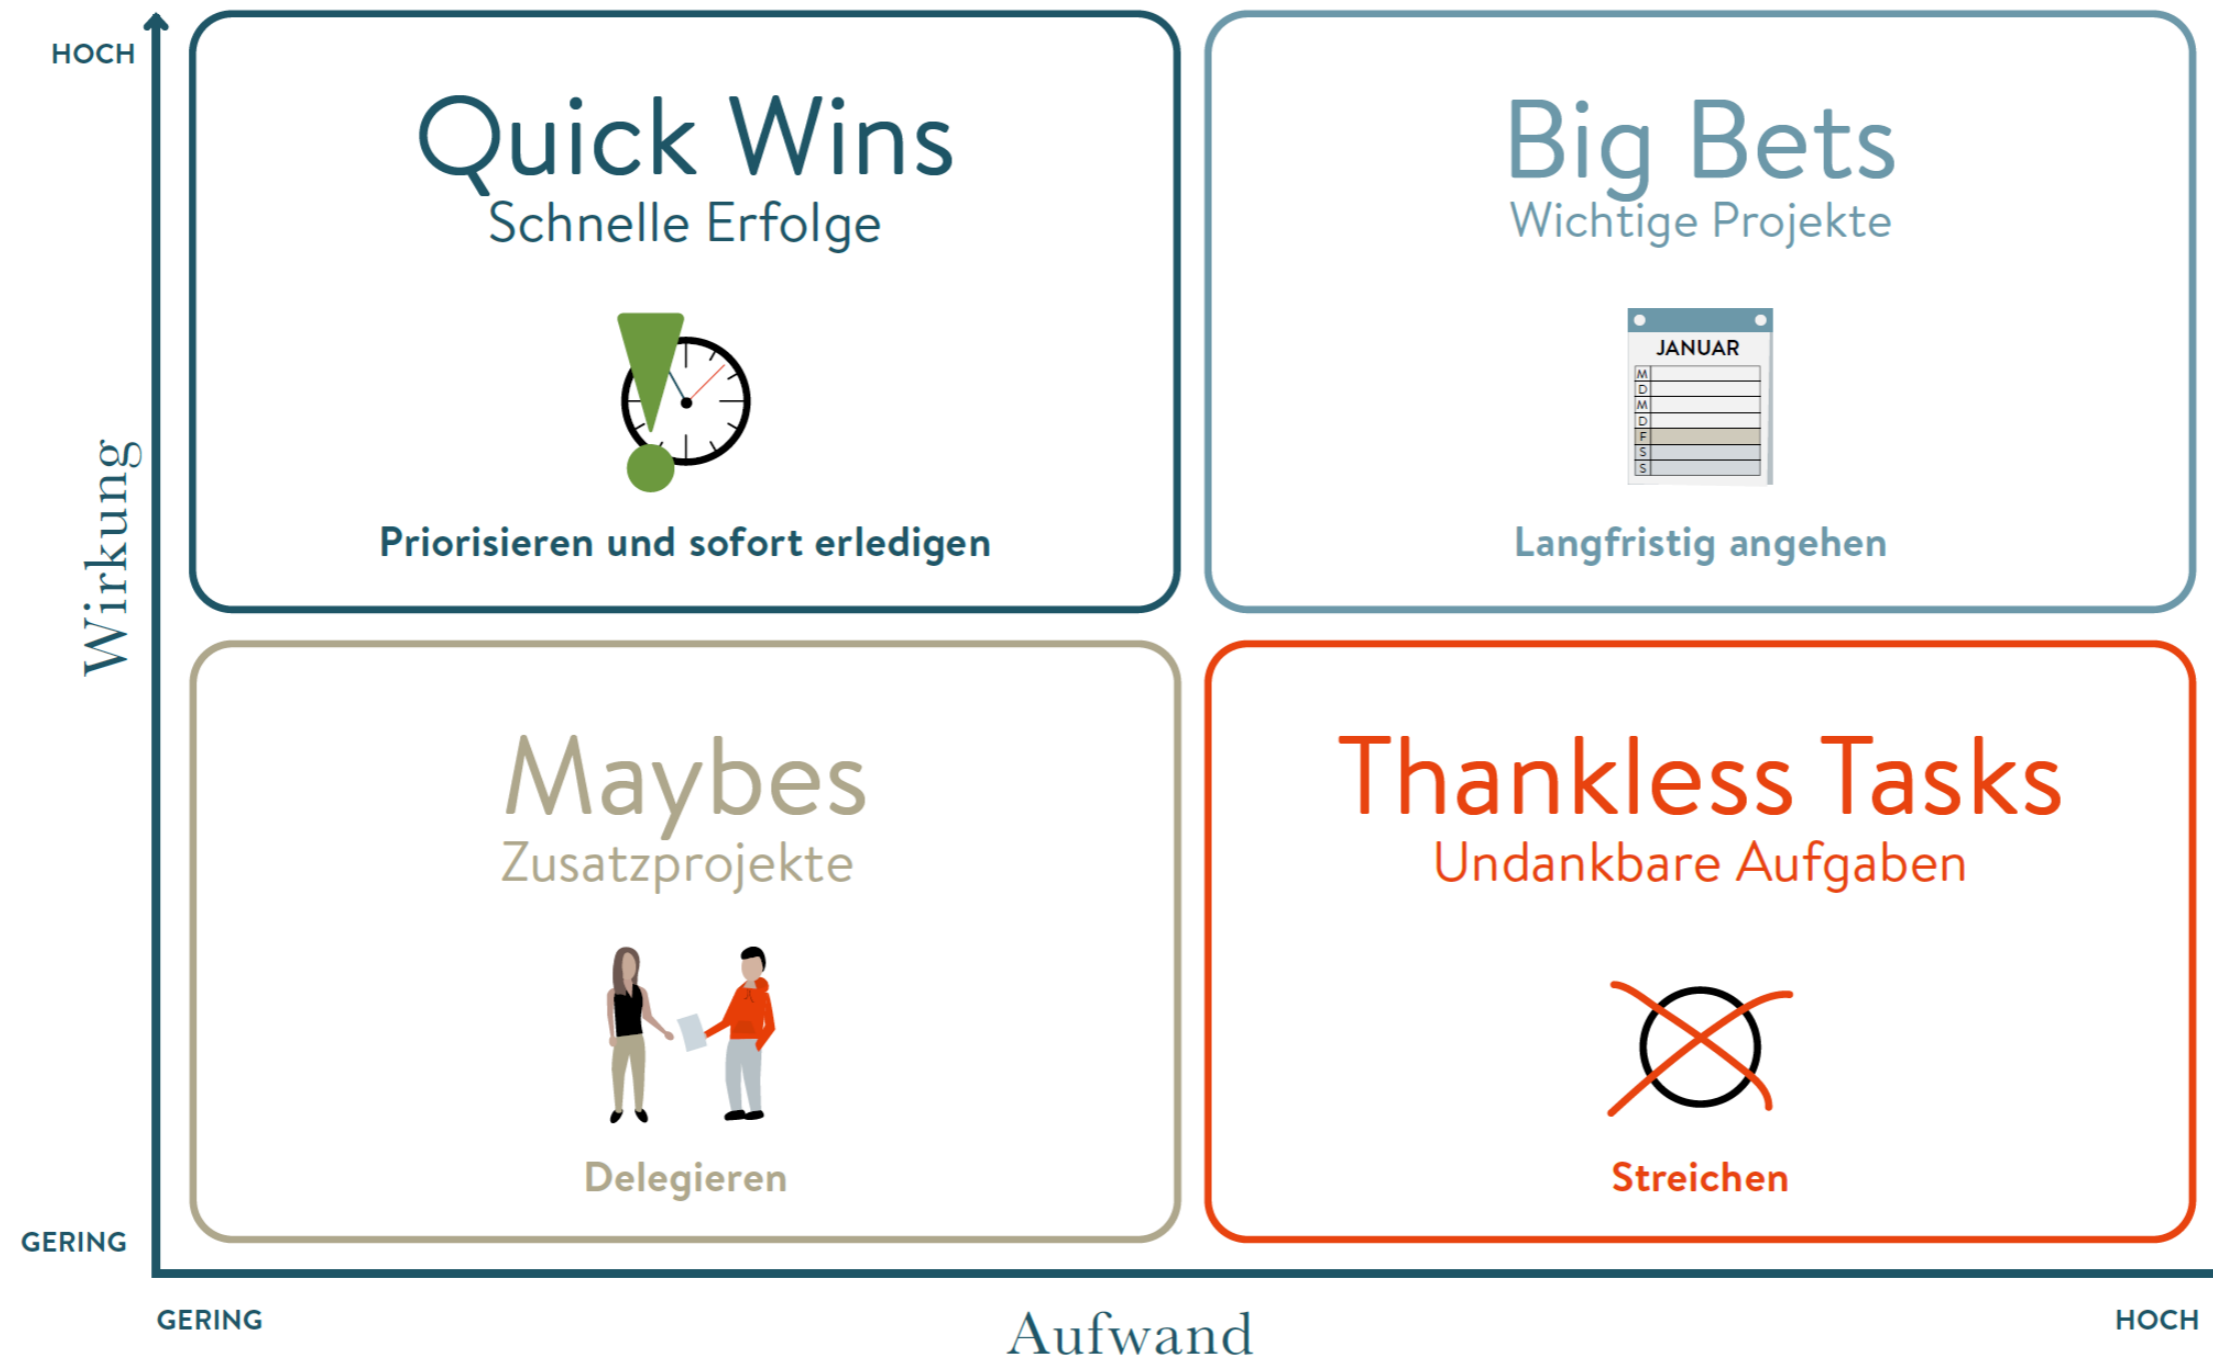 HOCH
Wirkung
GERING
Quick Wins
Schnelle Erfolge
Priorisieren und sofort erledigen
Big Bets
Wichtige Projekte
JANUAR
M
D
M
D
F
S
S
Langfristig angehen
Maybes
Zusatzprojekte
Delegieren
Thankless Tasks
Undankbare Aufgaben
Streichen
GERING
Aufwand
HOCH